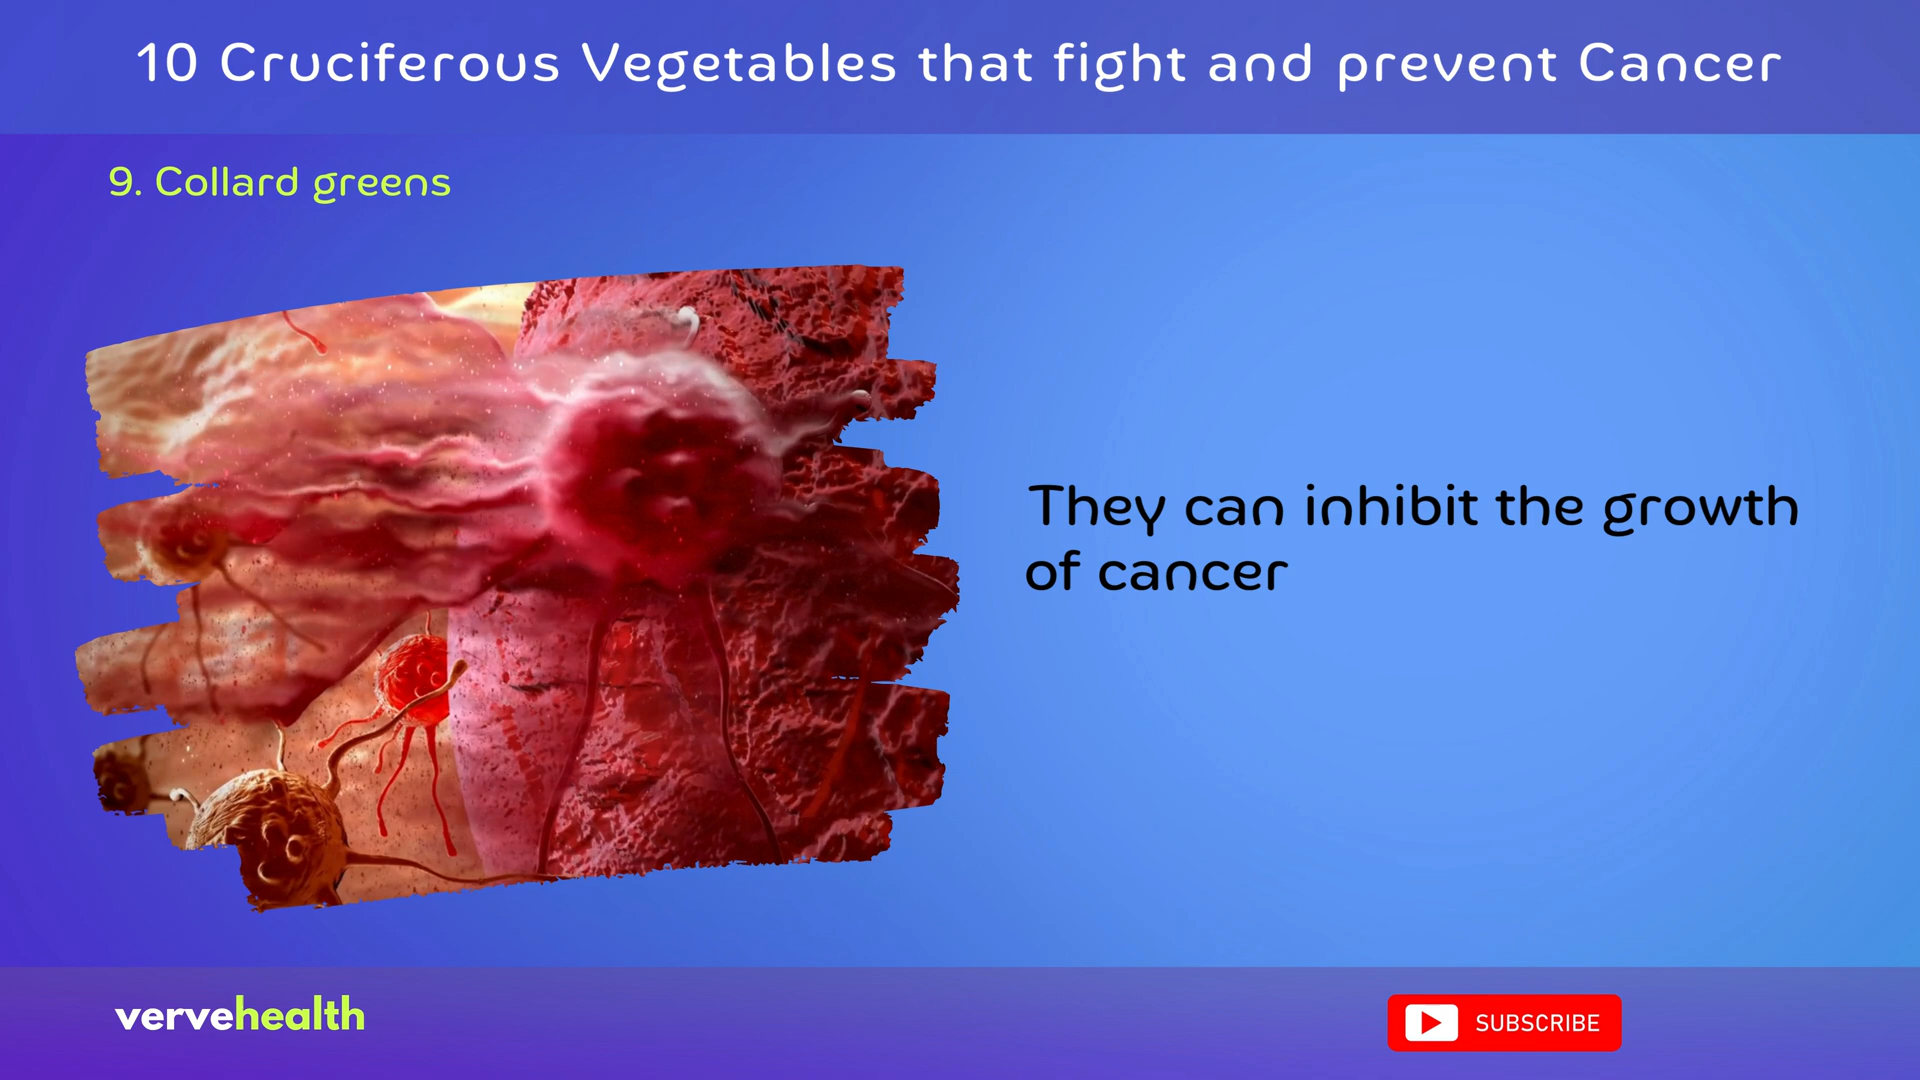 10 Cruciferous Vegetables that fight and prevent Cancer
9. Collard greens
They can inhibit the growth
of cancer
vervehealth
SUBSCRIBE